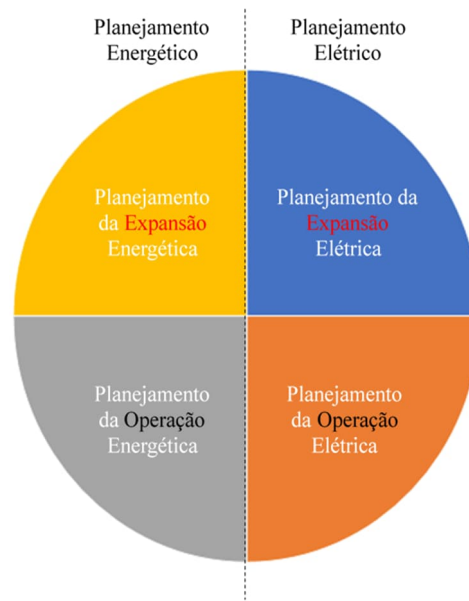 Planejamento
Energético
Planejamento
Elétrico
Planejamento
da Expansão
Energética
Planejamento da
Expansão
Elétrica
Planejamento
da Operação
Energética
Planejamento
da Operação
Elétrica